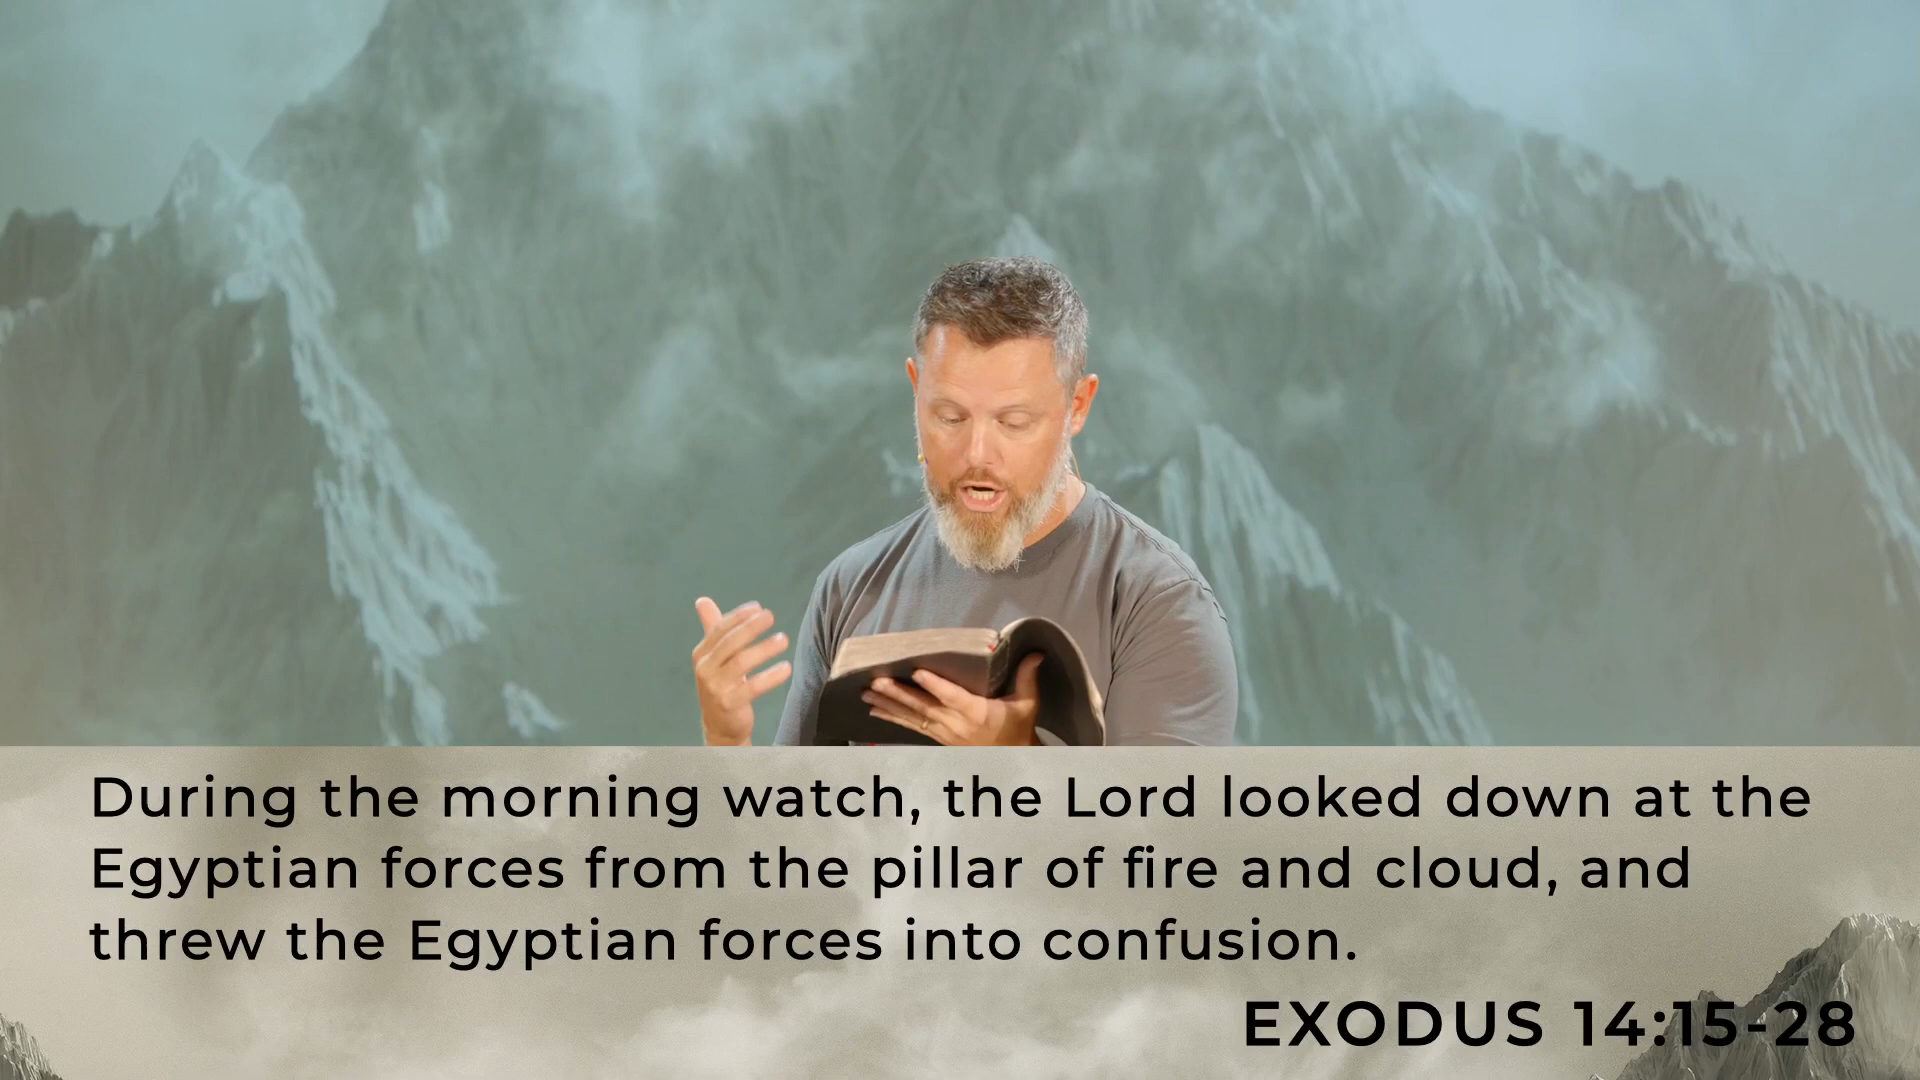 During the morning watch, the Lord looked down at the
Egyptian forces from the pillar of fire and cloud, and
threw the Egyptian forces into confusion.
EXODUS 14:15-28